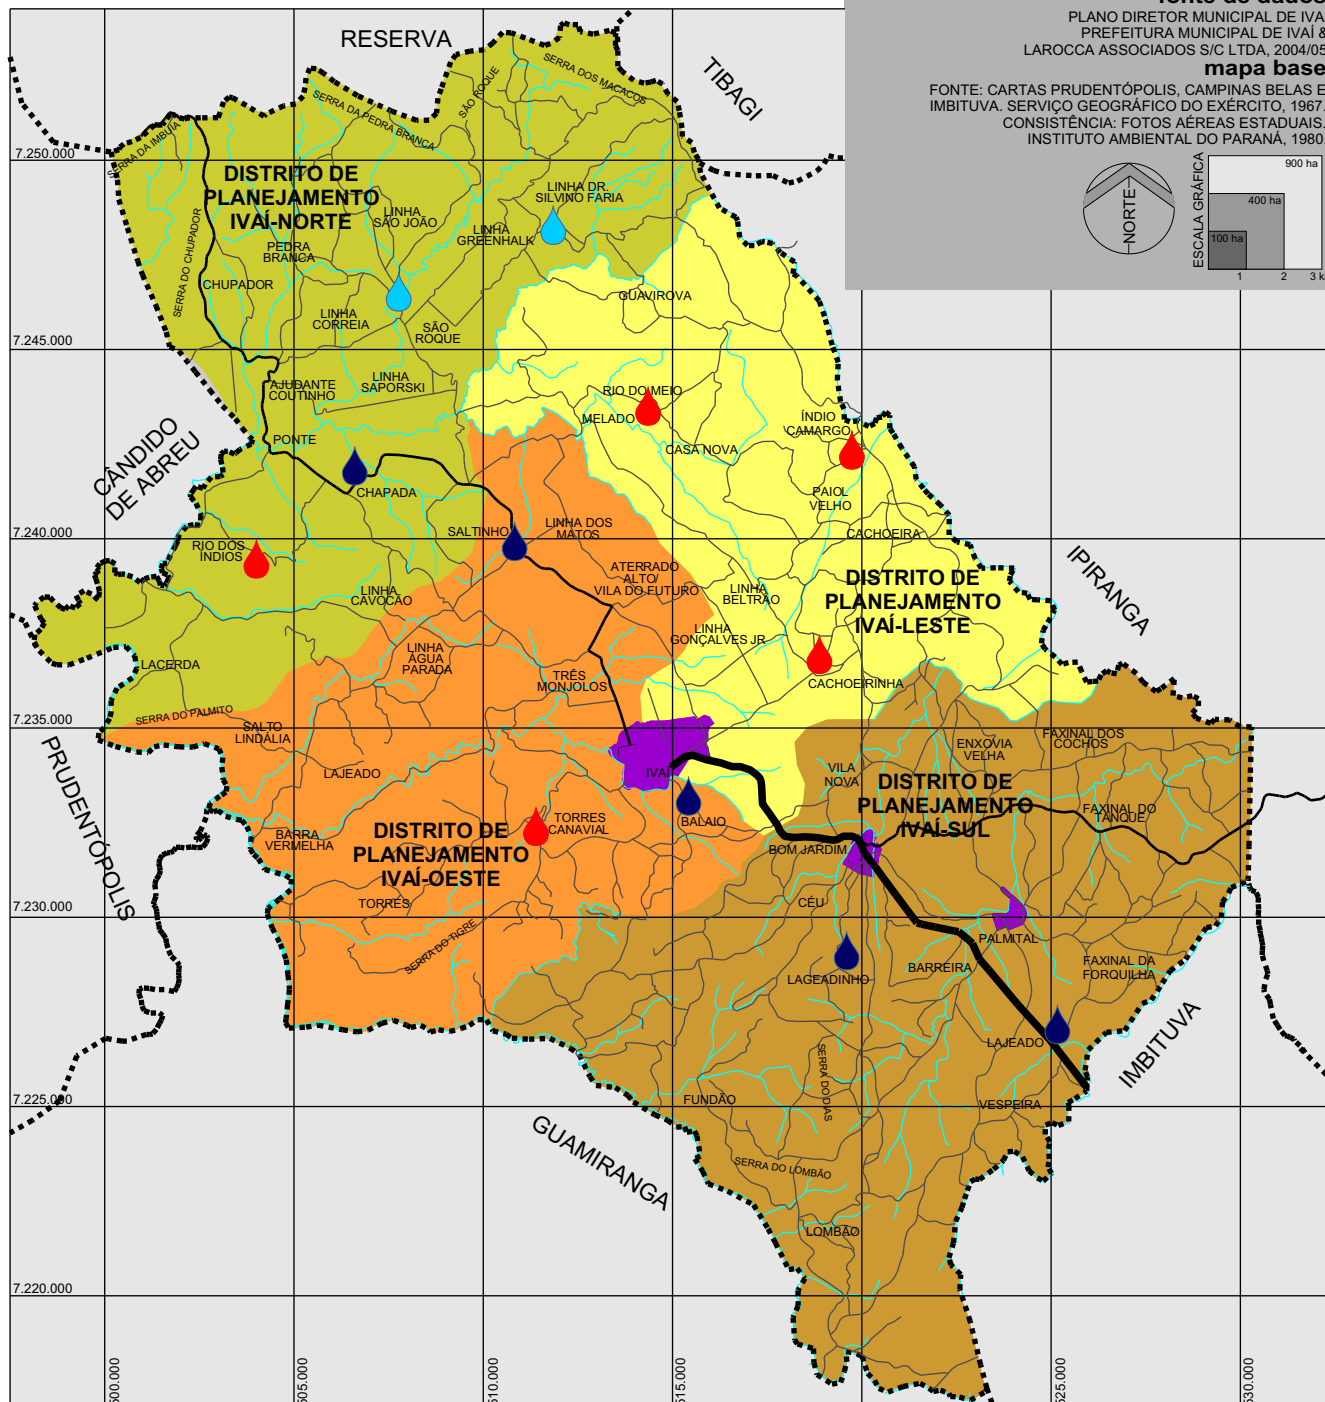 fonte de dados
PLANO DIRETOR MUNICIPAL DE IVAÍ
PREFEITURA MUNICIPAL DE IVAÍ &
LAROCCA ASSOCIADOS S/C LTDA, 2004/05
mapa base
FONTE: CARTAS PRUDENTÓPOLIS, CAMPINAS BELAS E
IMBITUVA. SERVIÇO GEOGRÁFICO DO EXÉRCITO, 1967.
CONSISTÊNCIA: FOTOS AÉREAS ESTADUAIS.
INSTITUTO AMBIENTAL DO PARANÁ, 1980.
NORTE
ESCALA GRÁFICA
900 ha
400 ha
100 ha
1 2 3 k
RESERVA
TIBAGI
SERRA DOS MACACOS
SÃO ROQUE
SERRA DA PEDRA BRANCA
SERRA DA IMBUIA
7.250.000
DISTRITO DE
PLANEJAMENTO
IVAÍ-NORTE
LINHA DR.
SILVINO FARIA
LINHA
SÃO JOÃO
LINHA
GREENHALK
PEDRA
BRANCA
SERRA DO CHUPADOR
CHUPADOR
GUAVIROVA
LINHA
CORREIA
SÃO
ROQUE
7.245.000
LINHA
SAPORSKI
AJUDANTE
COUTINHO
RIO DO MEIO
MELADO
ÍNDIO
CAMARGO
PONTE
CASA NOVA
CÂNDIDO
DE ABREU
CHAPADA
PAIOL
VELHO
LINHA DOS
MATOS
SALTINHO
CACHOEIRA
7.240.000
RIO DOS
ÍNDIOS
IPIRANGA
ATERRADO
ALTO/
VILA DO FUTURO
DISTRITO DE
PLANEJAMENTO
IVAÍ-LESTE
LINHA
CAVOCÃO
LINHA
BELTRÃO
LINHA
GONÇALVES JR
LINHA
ÁGUA
PARADA
LACERDA
TRÊS
MONJOLOS
CACHOEIRINHA
SERRA DO PALMITO
7.235.000
SALTO
LINDÁLIA
FAXINAL DOS
COCHOS
ENXOVIA
VELHA
PRUDENTÓPOLIS
LAJEADO
IVAÍ
VILA
NOVA
DISTRITO DE
PLANEJAMENTO
IVAÍ-SUL
FAXINAL DO
TANQUE
BALAIO
TORRES
CANAVIAL
DISTRITO DE
PLANEJAMENTO
IVAÍ-OESTE
BARRA
VERMELHA
BOM JARDIM
TORRES
CÉU
7.230.000
SERRA DO TIGRE
PALMITAL
BARREIRA
FAXINAL DA
FORQUILHA
LAGEADINHO
LAJEADO
IMBITUVA
SERRA DO DIAS
FUNDÃO
VESPEIRA
7.225.000
GUAMIRANGA
SERRA DO LOMBÃO
LOMBÃO
7.220.000
600.000
605.000
610.000
615.000
625.000
630.000